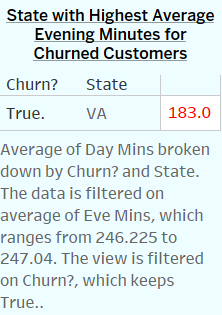 State with Highest Average
Evening Minutes for
Churned Customers
Churn? State
True. VA 183.0
Average of Day Mins broken
down by Churn? and State.
The data is filtered on
average of Eve Mins, which
ranges from 246.225 to
247.04. The view is filtered
on Churn?, which keeps
True..